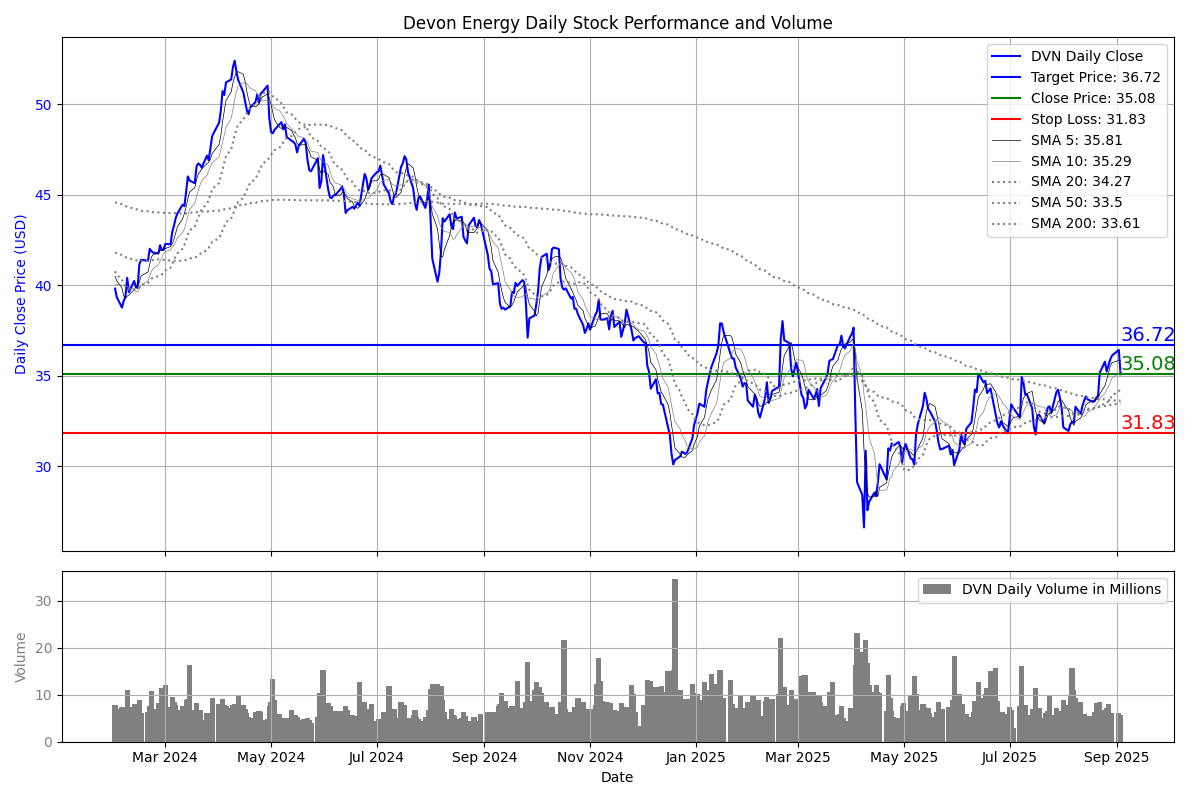 Devon Energy Daily Stock Performance and Volume
DVN Daily Close
Target Price: 36.72
Close Price: 35.08
Stop Loss: 31.83
SMA 5: 35.81
SMA 10: 35.29
SMA 20: 34.27
SMA 50: 33.5
SMA 200: 33.61
Daily Close Price (USD)
50
45
40
35
30
36.72
35.08
31.83
DVN Daily Volume in Millions
Volume
30
20
10
0
Mar 2024
May 2024
Jul 2024
Sep 2024
Nov 2024
Jan 2025
Mar 2025
May 2025
Jul 2025
Sep 2025
Date